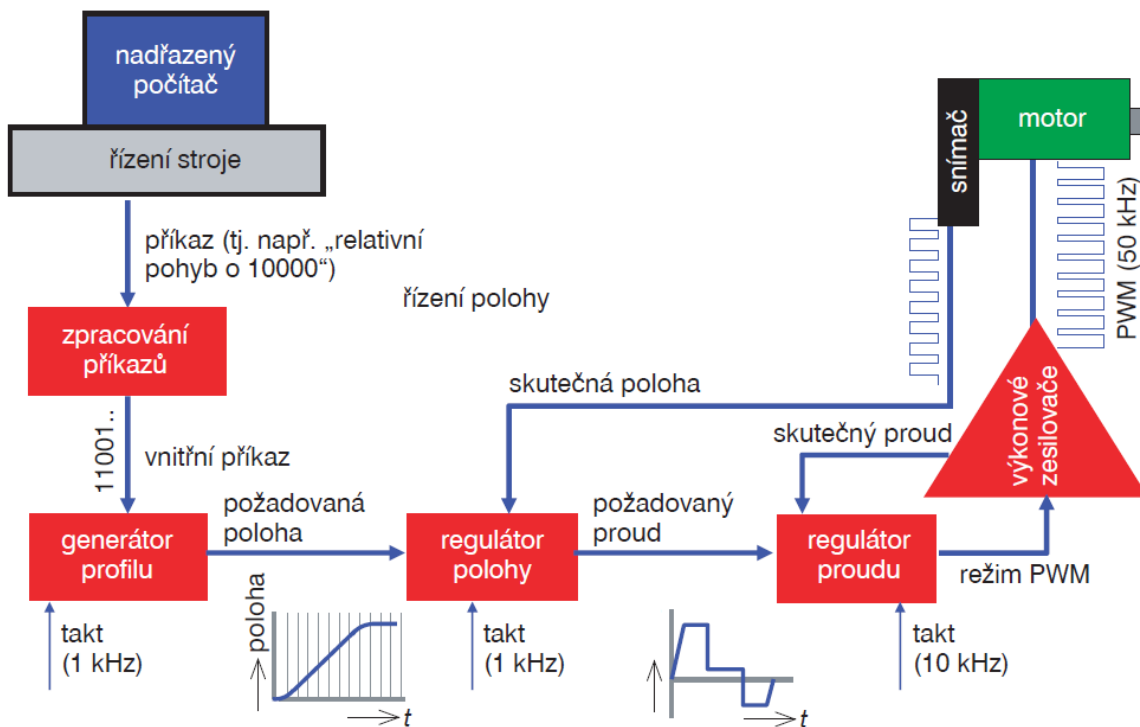 nadřazený
počítač
řízení stroje
příkaz (tj. např. „relativní
pohyb o 10000“)
zpracování
příkazů
11001..
vnitřní příkaz
řízení polohy
snímač
motor
PWM (50 kHz)
výkonové
zesilovače
skutečná poloha
skutečný proud
generátor
profilu
požadovaná
poloha
regulátor
polohy
požadovaný
proud
regulátor
proudu
režim PWM
takt
(1 kHz)
poloha
t
takt
(1 kHz)
t
takt
(10 kHz)